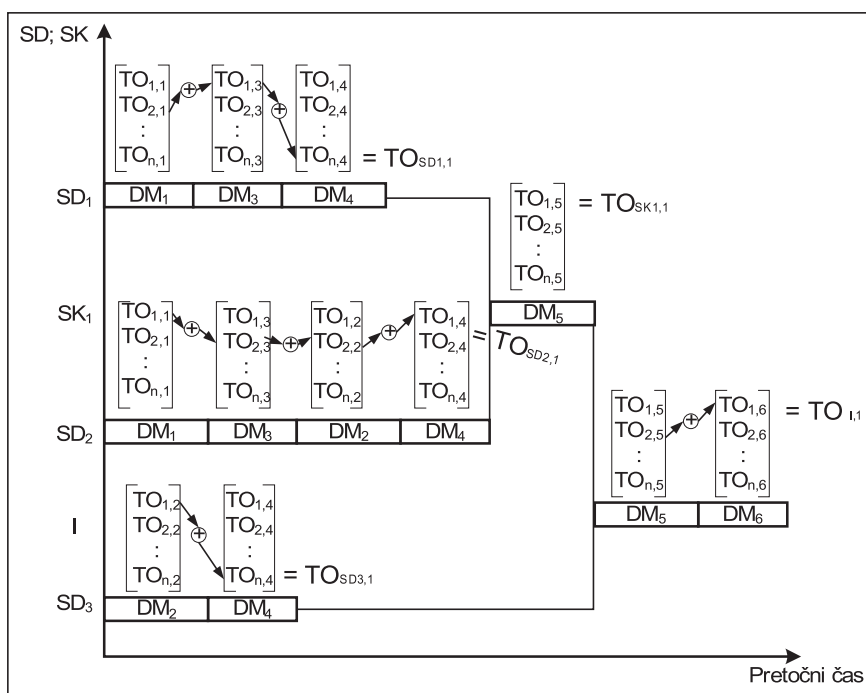 SD; SK
TO1,1 TO1,3 TO1,4
TO2,1 + TO2,3 + TO2,4
⋮ ⋮ ⋮
TOn,1 TOn,3 TOn,4 = TOSD1,1
SD1 DM1 DM3 DM4
TO1,5 = TOSK1,1
TO2,5
⋮
TOn,5
SK1 DM5
TO1,1 TO1,3 TO1,2 TO1,4
TO2,1 + TO2,3 + TO2,2 + TO2,4 = TOSD2,1
⋮ ⋮ ⋮ ⋮
TOn,1 TOn,3 TOn,2 TOn,4
SD2 DM1 DM3 DM2 DM4
TO1,5 TO1,6 = TO I,1
TO2,5 + TO2,6
⋮ ⋮
TOn,5 TOn,6
I DM5 DM6
TO1,2 TO1,4
TO2,2 + TO2,4
⋮ ⋮
TOn,2 TOn,4 = TOSD3,1
SD3 DM2 DM4
Pretočni čas